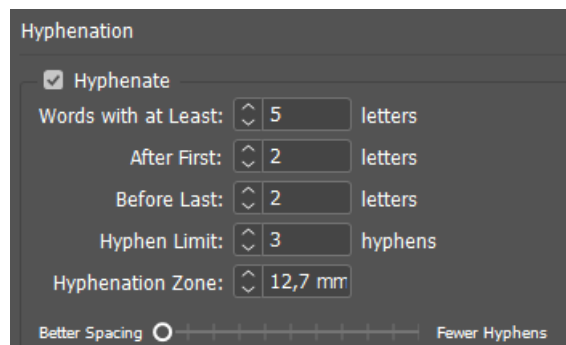 Hyphenation
Hyphenate
Words with at Least: 5 letters
After First: 2 letters
Before Last: 2 letters
Hyphen Limit: 3 hyphens
Hyphenation Zone: 12,7 mm
Better Spacing Fewer Hyphens